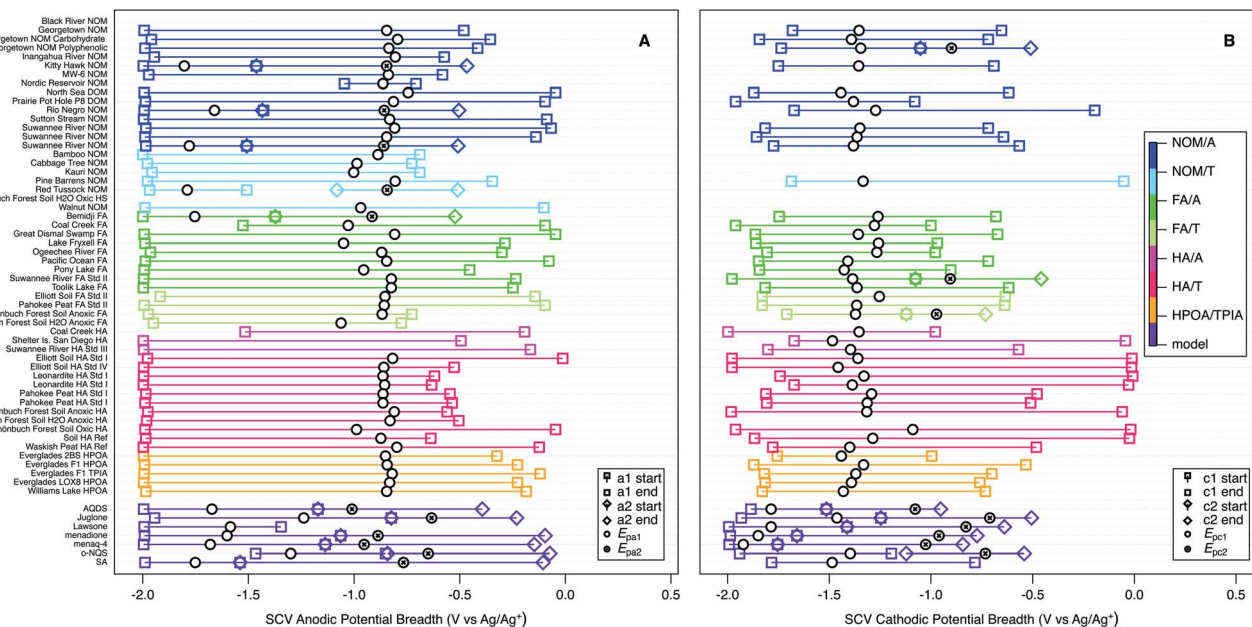 Black River NOM
Georgetown NOM
getown NOM Carbohydrate
orgetown NOM Polyphenolic
Inangahua River NOM
Kitty Hawk NOM
MW-6 NOM
Nordic Reservoir NOM
North Sea DOM
Prairie Pot Hole P8 DOM
Rio Negro NOM
Sutton Stream NOM
Suwannee River NOM
Suwannee River NOM
Suwannee River NOM
Bamboo NOM
Cabbage Tree NOM
Kauri NOM
Pine Barrens NOM
Red Tussock NOM
uch Forest Soil H2O Oxic HS
Walnut NOM
Bemidji FA
Coal Creek FA
Great Dismal Swamp FA
Lake Fryxell FA
Ogeechee River FA
Pacific Ocean FA
Pony Lake FA
Suwannee River FA Std II
Toolik Lake FA
Elliott Soil FA Std II
Pahokee Peat FA Std II
nbuch Forest Soil Anoxic FA
h Forest Soil H2O Anoxic FA
Coal Creek HA
Shelter Is. San Diego HA
Suwannee River HA Std III
Elliott Soil HA Std I
Elliott Soil HA Std IV
Leonardite HA Std I
Leonardite HA Std I
Pahokee Peat HA Std I
Pahokee Peat HA Std I
nbuch Forest Soil Anoxic HA
h Forest Soil H2O Anoxic HA
hönbuch Forest Soil Oxic HA
Soil HA Ref
Waskish Peat HA Ref
Everglades 2BS HPOA
Everglades F1 HPOA
Everglades F1 TPIA
Everglades LOX8 HPOA
Williams Lake HPOA
AQDS
Juglone
Lawsone
menadione
menaq-4
o-NQS
SA
A
a1 start
a1 end
a2 start
a2 end
Epa1
Epa2
-2.0 -1.5 -1.0 -0.5 0.0
SCV Anodic Potential Breadth (V vs Ag/Ag+)
B
NOM/A
NOM/T
FA/A
FA/T
HA/A
HA/T
HPOA/TPIA
model
c1 start
c1 end
c2 start
c2 end
Epc1
Epc2
-2.0 -1.5 -1.0 -0.5 0.0
SCV Cathodic Potential Breadth (V vs Ag/Ag+)